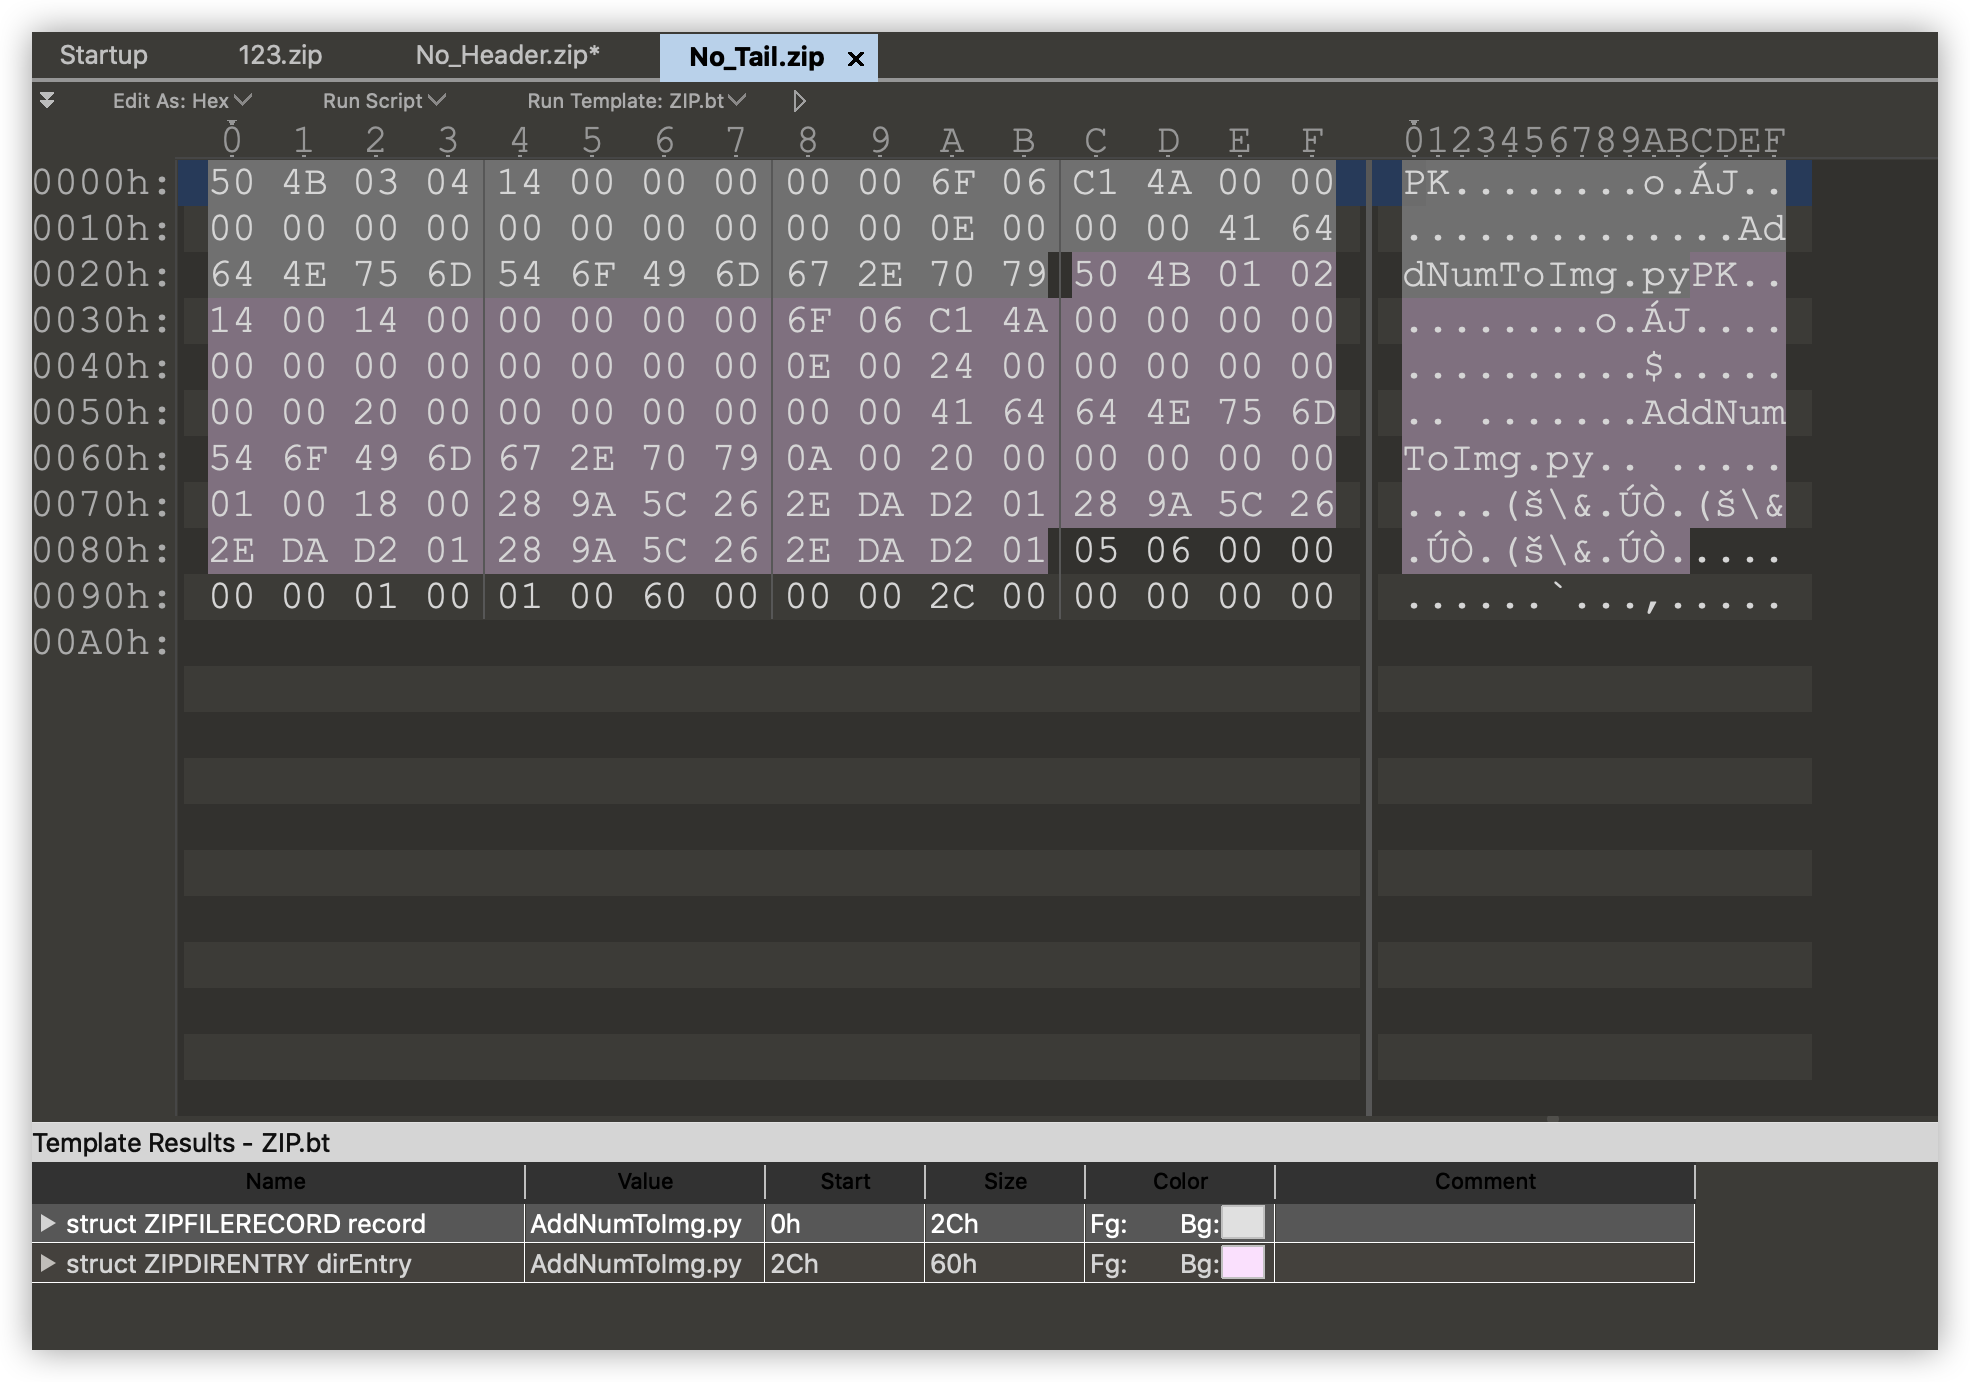 Startup 123.zip No_Header.zip* No_Tail.zip ×
Edit As: Hex Run Script Run Template: ZIP.bt
0 1 2 3 4 5 6 7 8 9 A B C D E F 0123456789ABCDEF
0000h: 50 4B 03 04 14 00 00 00 00 00 6F 06 C1 4A 00 00 PK........o.ÁJ..
0010h: 00 00 00 00 00 00 00 00 00 00 0E 00 00 00 41 64 ..............Ad
0020h: 64 4E 75 6D 54 6F 49 6D 67 2E 70 79 50 4B 01 02 dNumToImg.pyPK..
0030h: 14 00 14 00 00 00 00 00 6F 06 C1 4A 00 00 00 00 ........o.ÁJ....
0040h: 00 00 00 00 00 00 00 00 0E 00 24 00 00 00 00 00 ..........$.....
0050h: 00 00 20 00 00 00 00 00 00 00 41 64 64 4E 75 6D .. .......AddNum
0060h: 54 6F 49 6D 67 2E 70 79 0A 00 20 00 00 00 00 00 ToImg.py.. .....
0070h: 01 00 18 00 28 9A 5C 26 2E DA D2 01 28 9A 5C 26 ....(š\&.ÚÒ.(š\&
0080h: 2E DA D2 01 28 9A 5C 26 2E DA D2 01 05 06 00 00 .ÚÒ.(š\&.ÚÒ.....
0090h: 00 00 01 00 01 00 60 00 00 00 2C 00 00 00 00 00 ......`...,.....
00A0h:
Template Results - ZIP.bt
Name Value Start Size Color Comment
struct ZIPFILERECORD record AddNumToImg.py 0h 2Ch Fg: Bg:
struct ZIPDIRENTRY dirEntry AddNumToImg.py 2Ch 60h Fg: Bg: